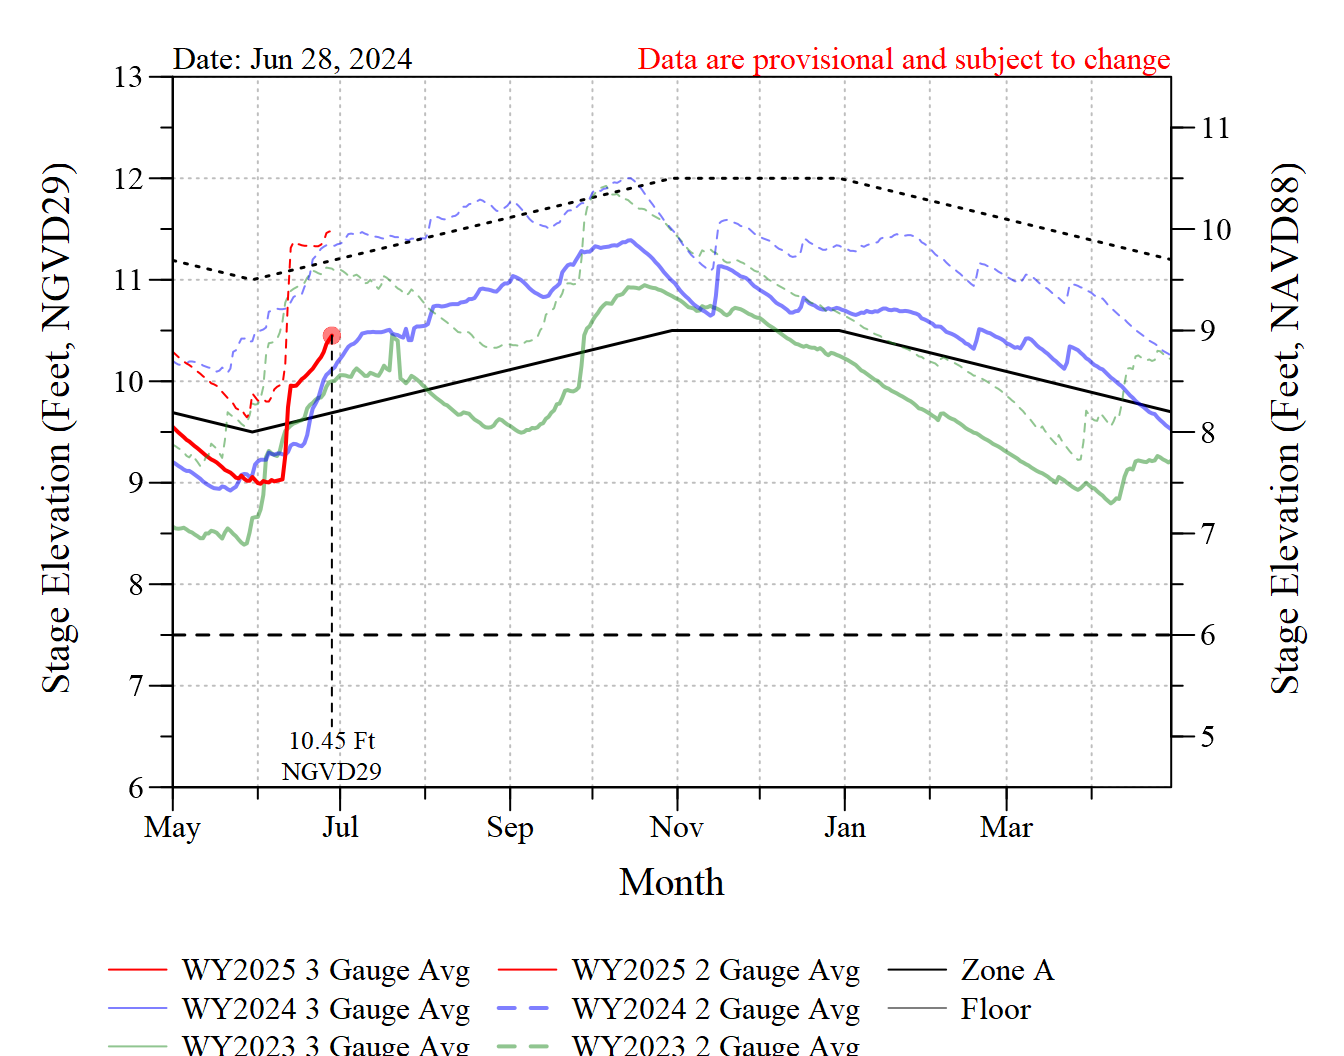 Date: Jun 28, 2024
Data are provisional and subject to change
13
12
11
10
9
8
7
6
11
10
9
8
7
6
5
Stage Elevation (Feet, NGVD29)
Stage Elevation (Feet, NAVD88)
10.45 Ft
NGVD29
May Jul Sep Nov Jan Mar
Month
WY2025 3 Gauge Avg WY2025 2 Gauge Avg Zone A
WY2024 3 Gauge Avg WY2024 2 Gauge Avg Floor
WY2023 3 Gauge Avg WY2023 2 Gauge Avg